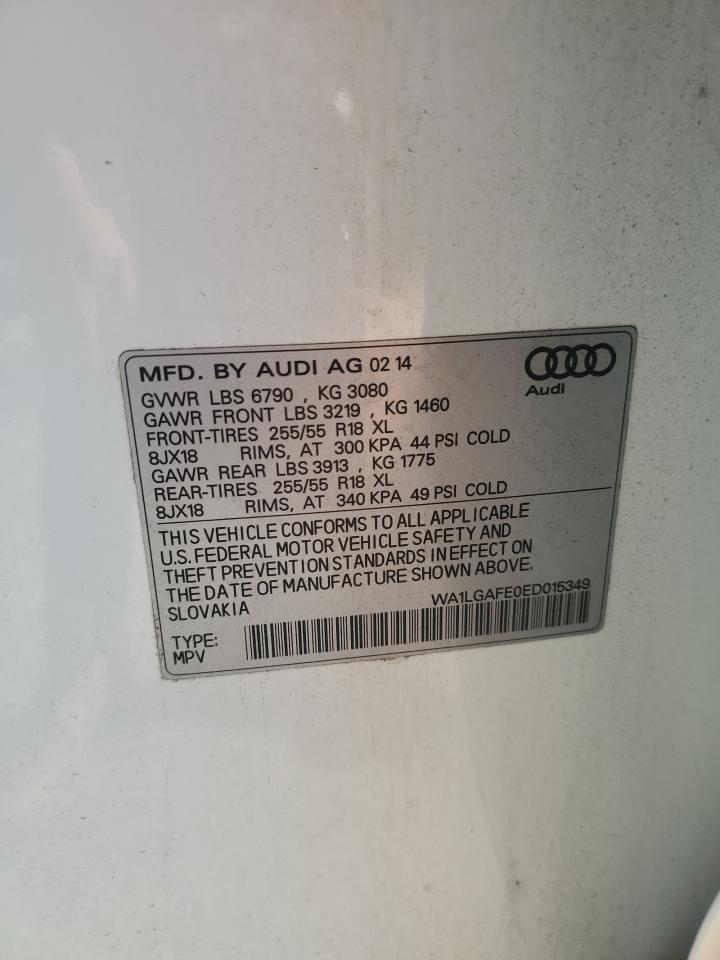 MFD. BY AUDI AG 02 14
Audi
GVWR LBS 6790 , KG 3080
GAWR FRONT LBS 3219 , KG 1460
FRONT-TIRES 255/55 R18 XL
8JX18 RIMS, AT 300 KPA 44 PSI COLD
GAWR REAR LBS 3913 , KG 1775
REAR-TIRES 255/55 R18 XL
8JX18 RIMS, AT 340 KPA 49 PSI COLD
THIS VEHICLE CONFORMS TO ALL APPLICABLE
U.S. FEDERAL MOTOR VEHICLE SAFETY AND
THEFT PREVENTION STANDARDS IN EFFECT ON
THE DATE OF MANUFACTURE SHOWN ABOVE.
SLOVAKIA
WA1LGAFE0ED015349
TYPE:
MPV